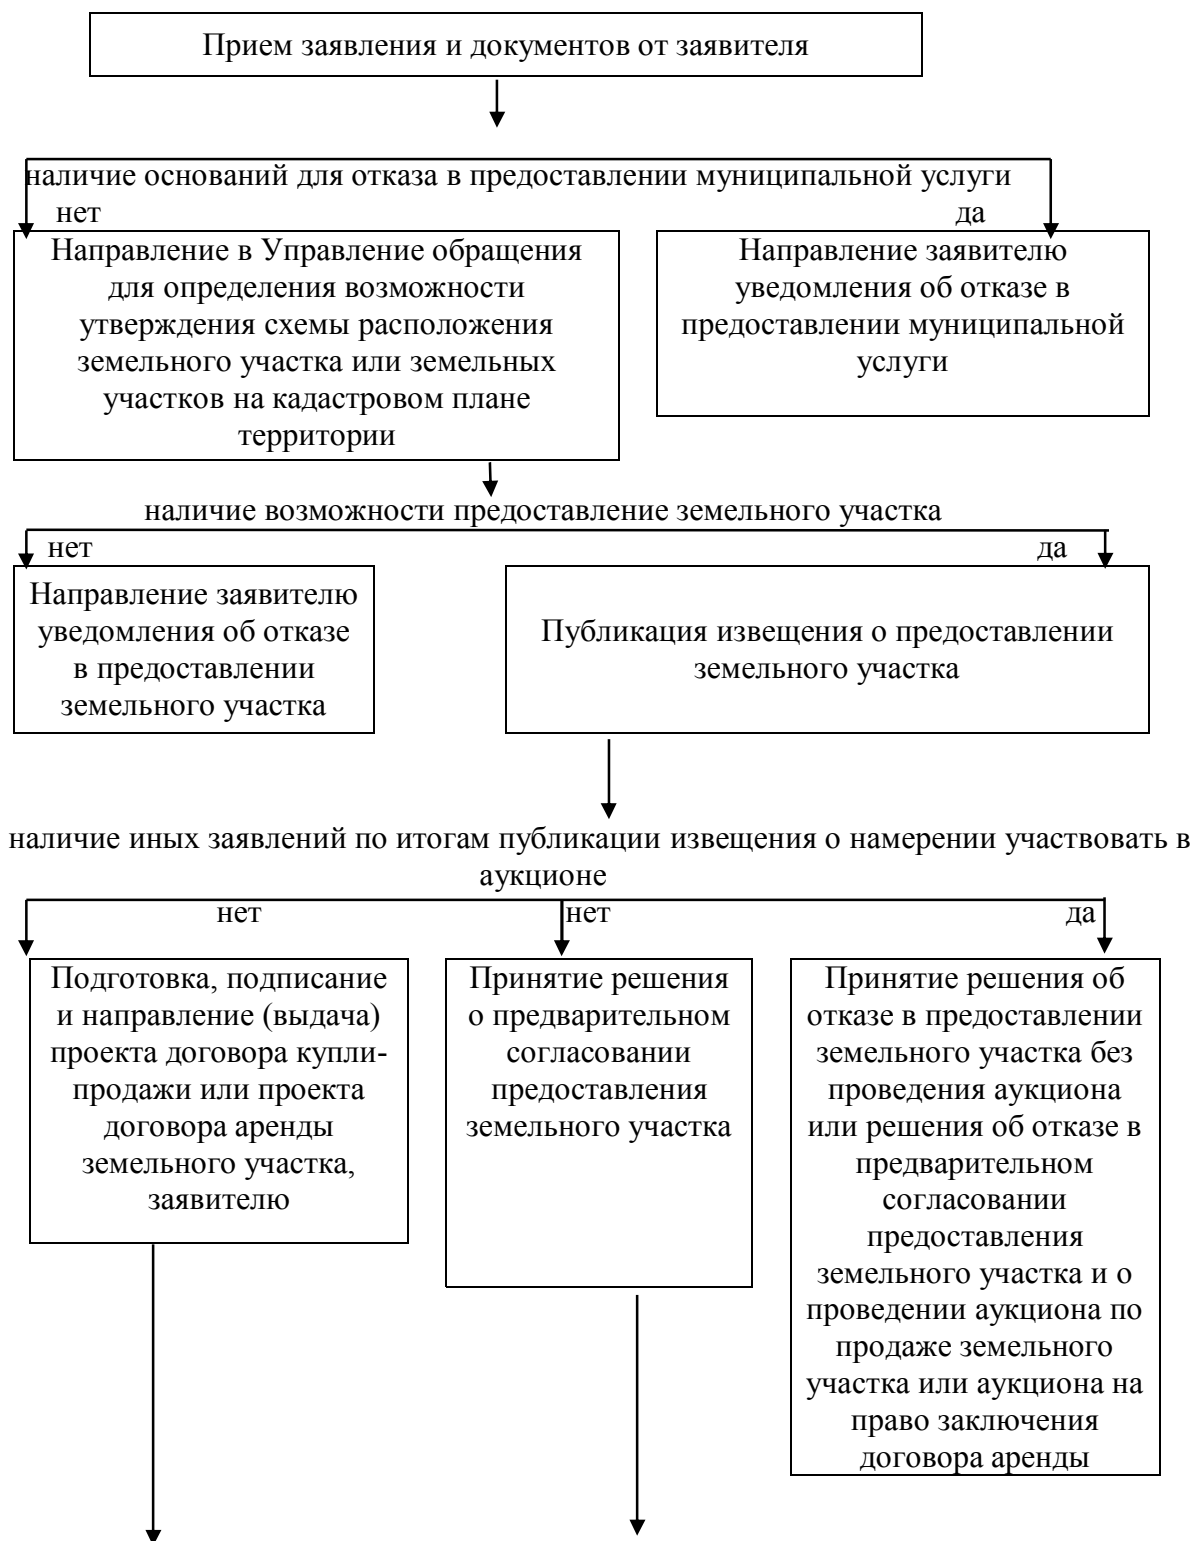 Прием заявления и документов от заявителя
наличие оснований для отказа в предоставлении муниципальной услуги
нет
да
Направление в Управление обращения
для определения возможности
утверждения схемы расположения
земельного участка или земельных
участков на кадастровом плане
территории
Направление заявителю
уведомления об отказе в
предоставлении муниципальной
услуги
наличие возможности предоставление земельного участка
нет
да
Направление заявителю
уведомления об отказе
в предоставлении
земельного участка
Публикация извещения о предоставлении
земельного участка
наличие иных заявлений по итогам публикации извещения о намерении участвовать в
аукционе
нет
нет
да
Подготовка, подписание
и направление (выдача)
проекта договора купли-
продажи или проекта
договора аренды
земельного участка,
заявителю
Принятие решения
о предварительном
согласовании
предоставления
земельного участка
Принятие решения об
отказе в предоставлении
земельного участка без
проведения аукциона
или решения об отказе в
предварительном
согласовании
предоставления
земельного участка и о
проведении аукциона по
продаже земельного
участка или аукциона на
право заключения
договора аренды